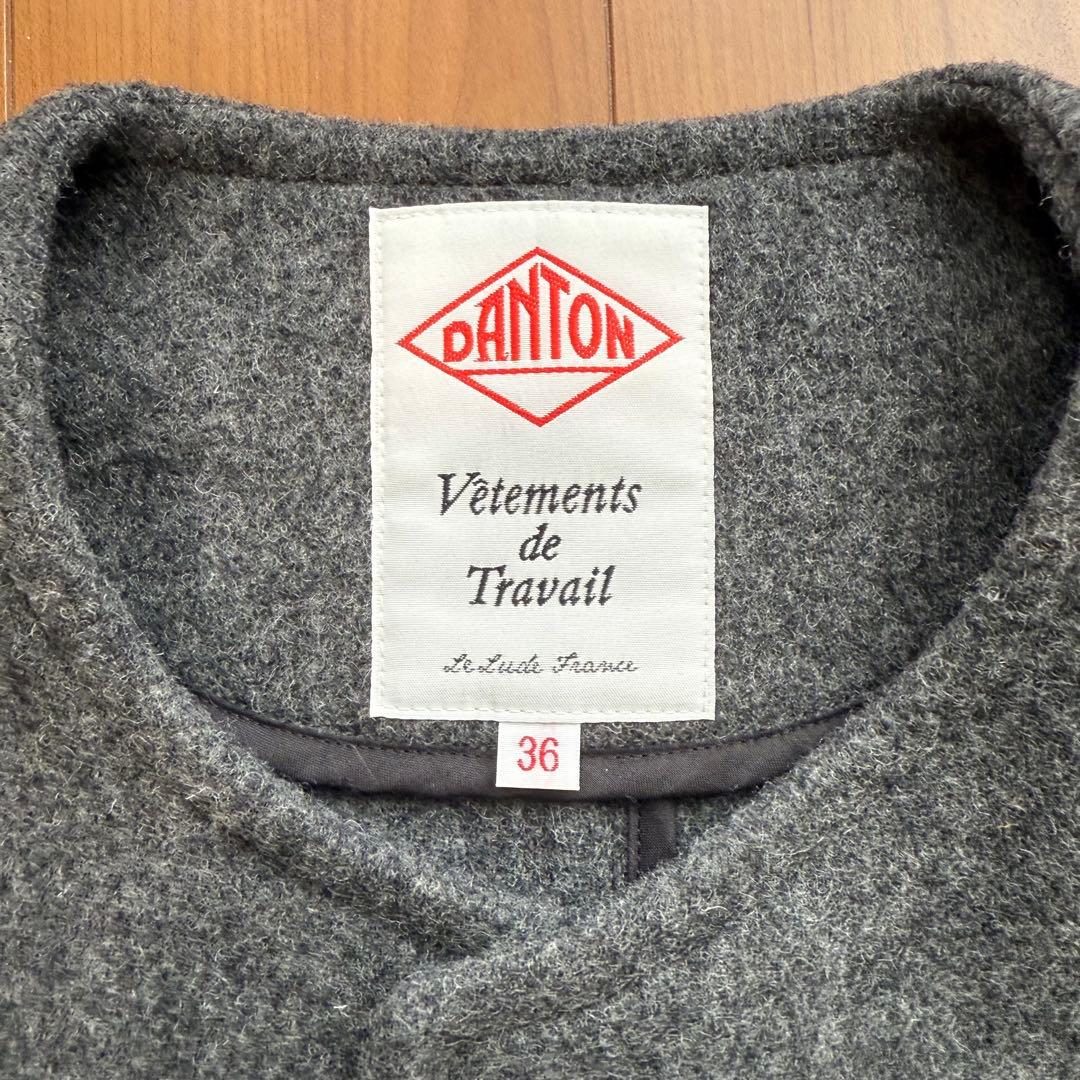 DANTON
Vêtements
de
Travail
Le Lude France
36